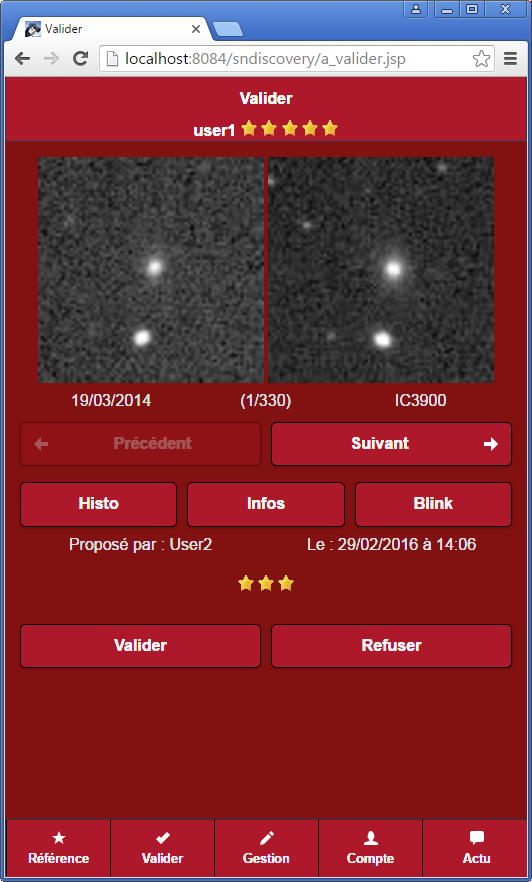 Valider
localhost:8084/sndiscovery/a_valider.jsp
Valider
user1
19/03/2014 (1/330) IC3900
Précédent Suivant
Histo Infos Blink
Proposé par : User2 Le : 29/02/2016 à 14:06
Valider Refuser
Référence Valider Gestion Compte Actu